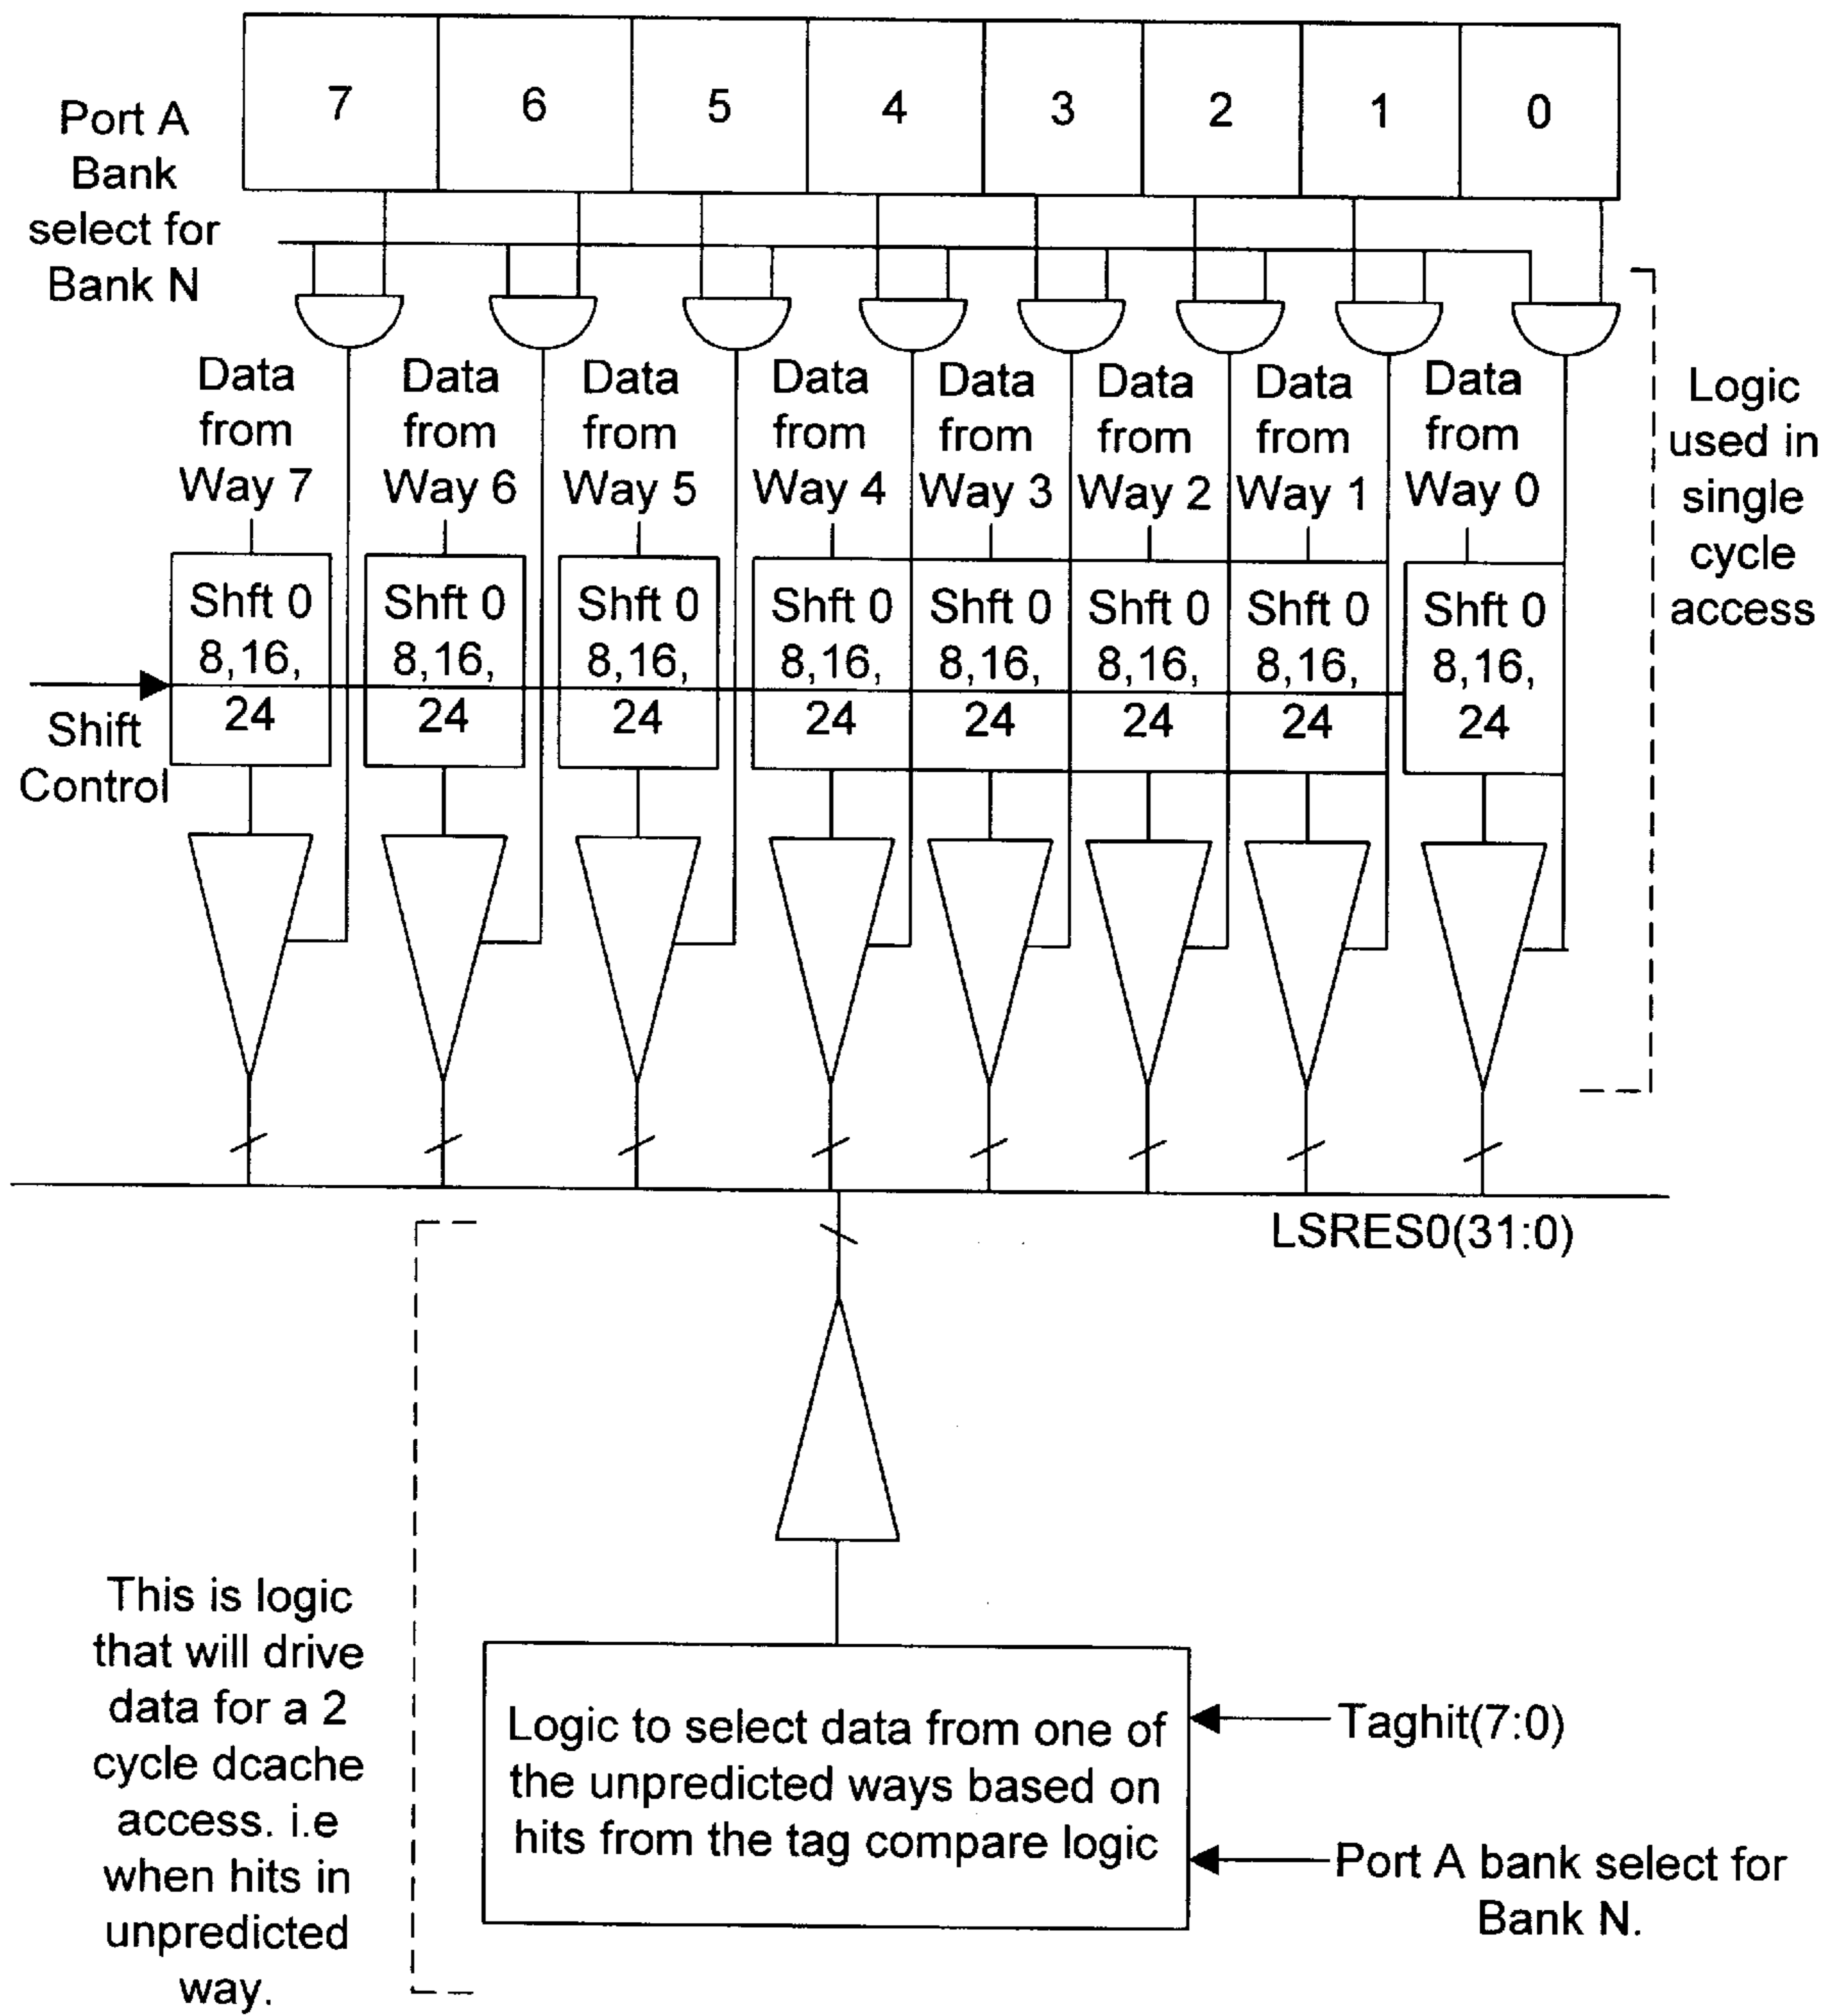 7 6 5 4 3 2 1 0
Port A
Bank
select for
Bank N
Data Data Data Data Data Data Data Data
from from from from from from from from
Way 7 Way 6 Way 5 Way 4 Way 3 Way 2 Way 1 Way 0
Logic
used in
single
cycle
access
Shft 0 Shft 0 Shft 0 Shft 0 Shft 0 Shft 0 Shft 0 Shft 0
8,16, 8,16, 8,16, 8,16, 8,16, 8,16, 8,16, 8,16,
24 24 24 24 24 24 24 24
Shift
Control
LSRES0(31:0)
This is logic
that will drive
data for a 2
cycle dcache
access. i.e
when hits in
unpredicted
way.
Logic to select data from one of
the unpredicted ways based on
hits from the tag compare logic
Taghit(7:0)
Port A bank select for
Bank N.